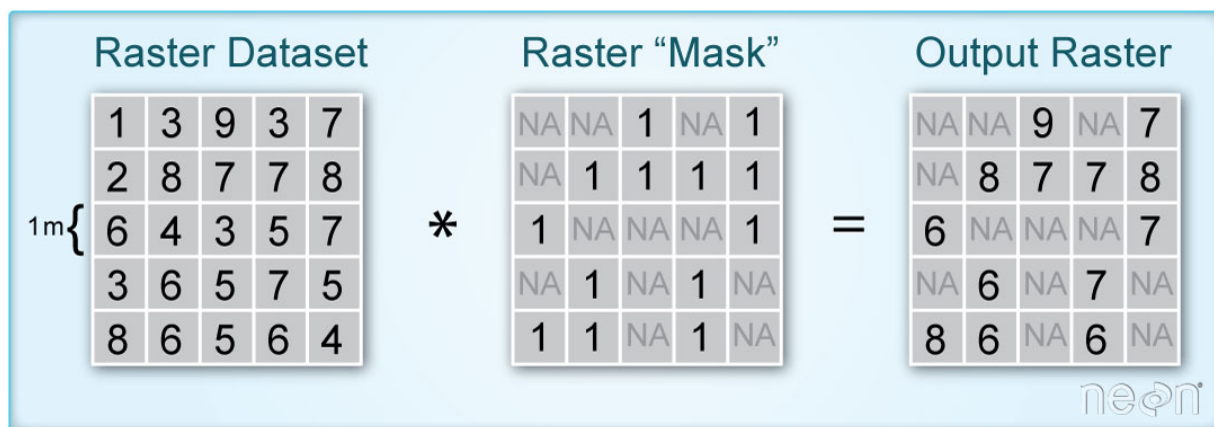 Raster Dataset Raster “Mask” Output Raster
1 3 9 3 7 NA NA 1 NA 1 NA NA 9 NA 7
2 8 7 7 8 NA 1 1 1 1 NA 8 7 7 8
1m{ 6 4 3 5 7 * 1 NA NA NA 1 = 6 NA NA NA 7
3 6 5 7 5 NA 1 NA 1 NA NA 6 NA 7 NA
8 6 5 6 4 1 1 NA 1 NA 8 6 NA 6 NA
neon